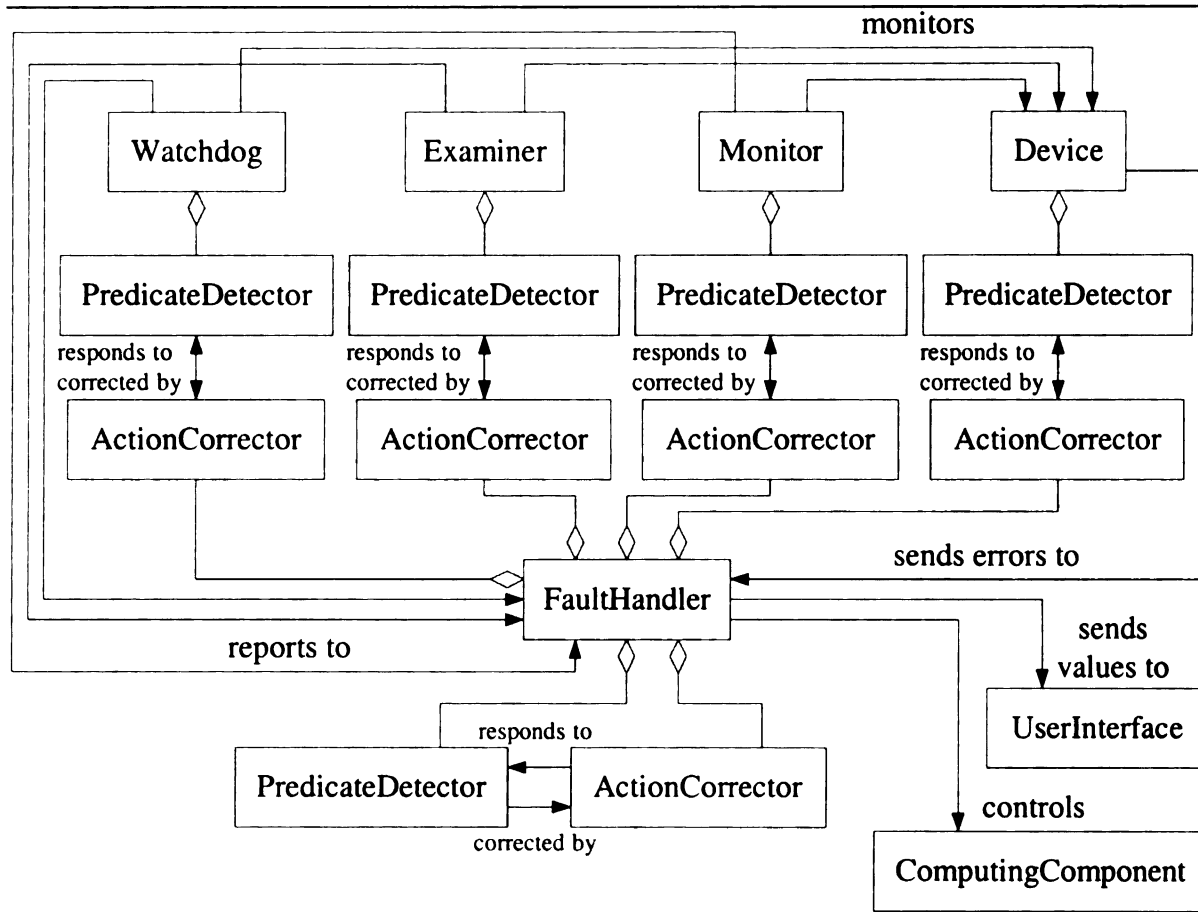 monitors
Watchdog
Examiner
Monitor
Device
PredicateDetector
PredicateDetector
PredicateDetector
PredicateDetector
responds to
corrected by
responds to
corrected by
responds to
corrected by
responds to
corrected by
ActionCorrector
ActionCorrector
ActionCorrector
ActionCorrector
sends errors to
FaultHandler
reports to
sends
values to
UserInterface
responds to
PredicateDetector
ActionCorrector
corrected by
controls
ComputingComponent